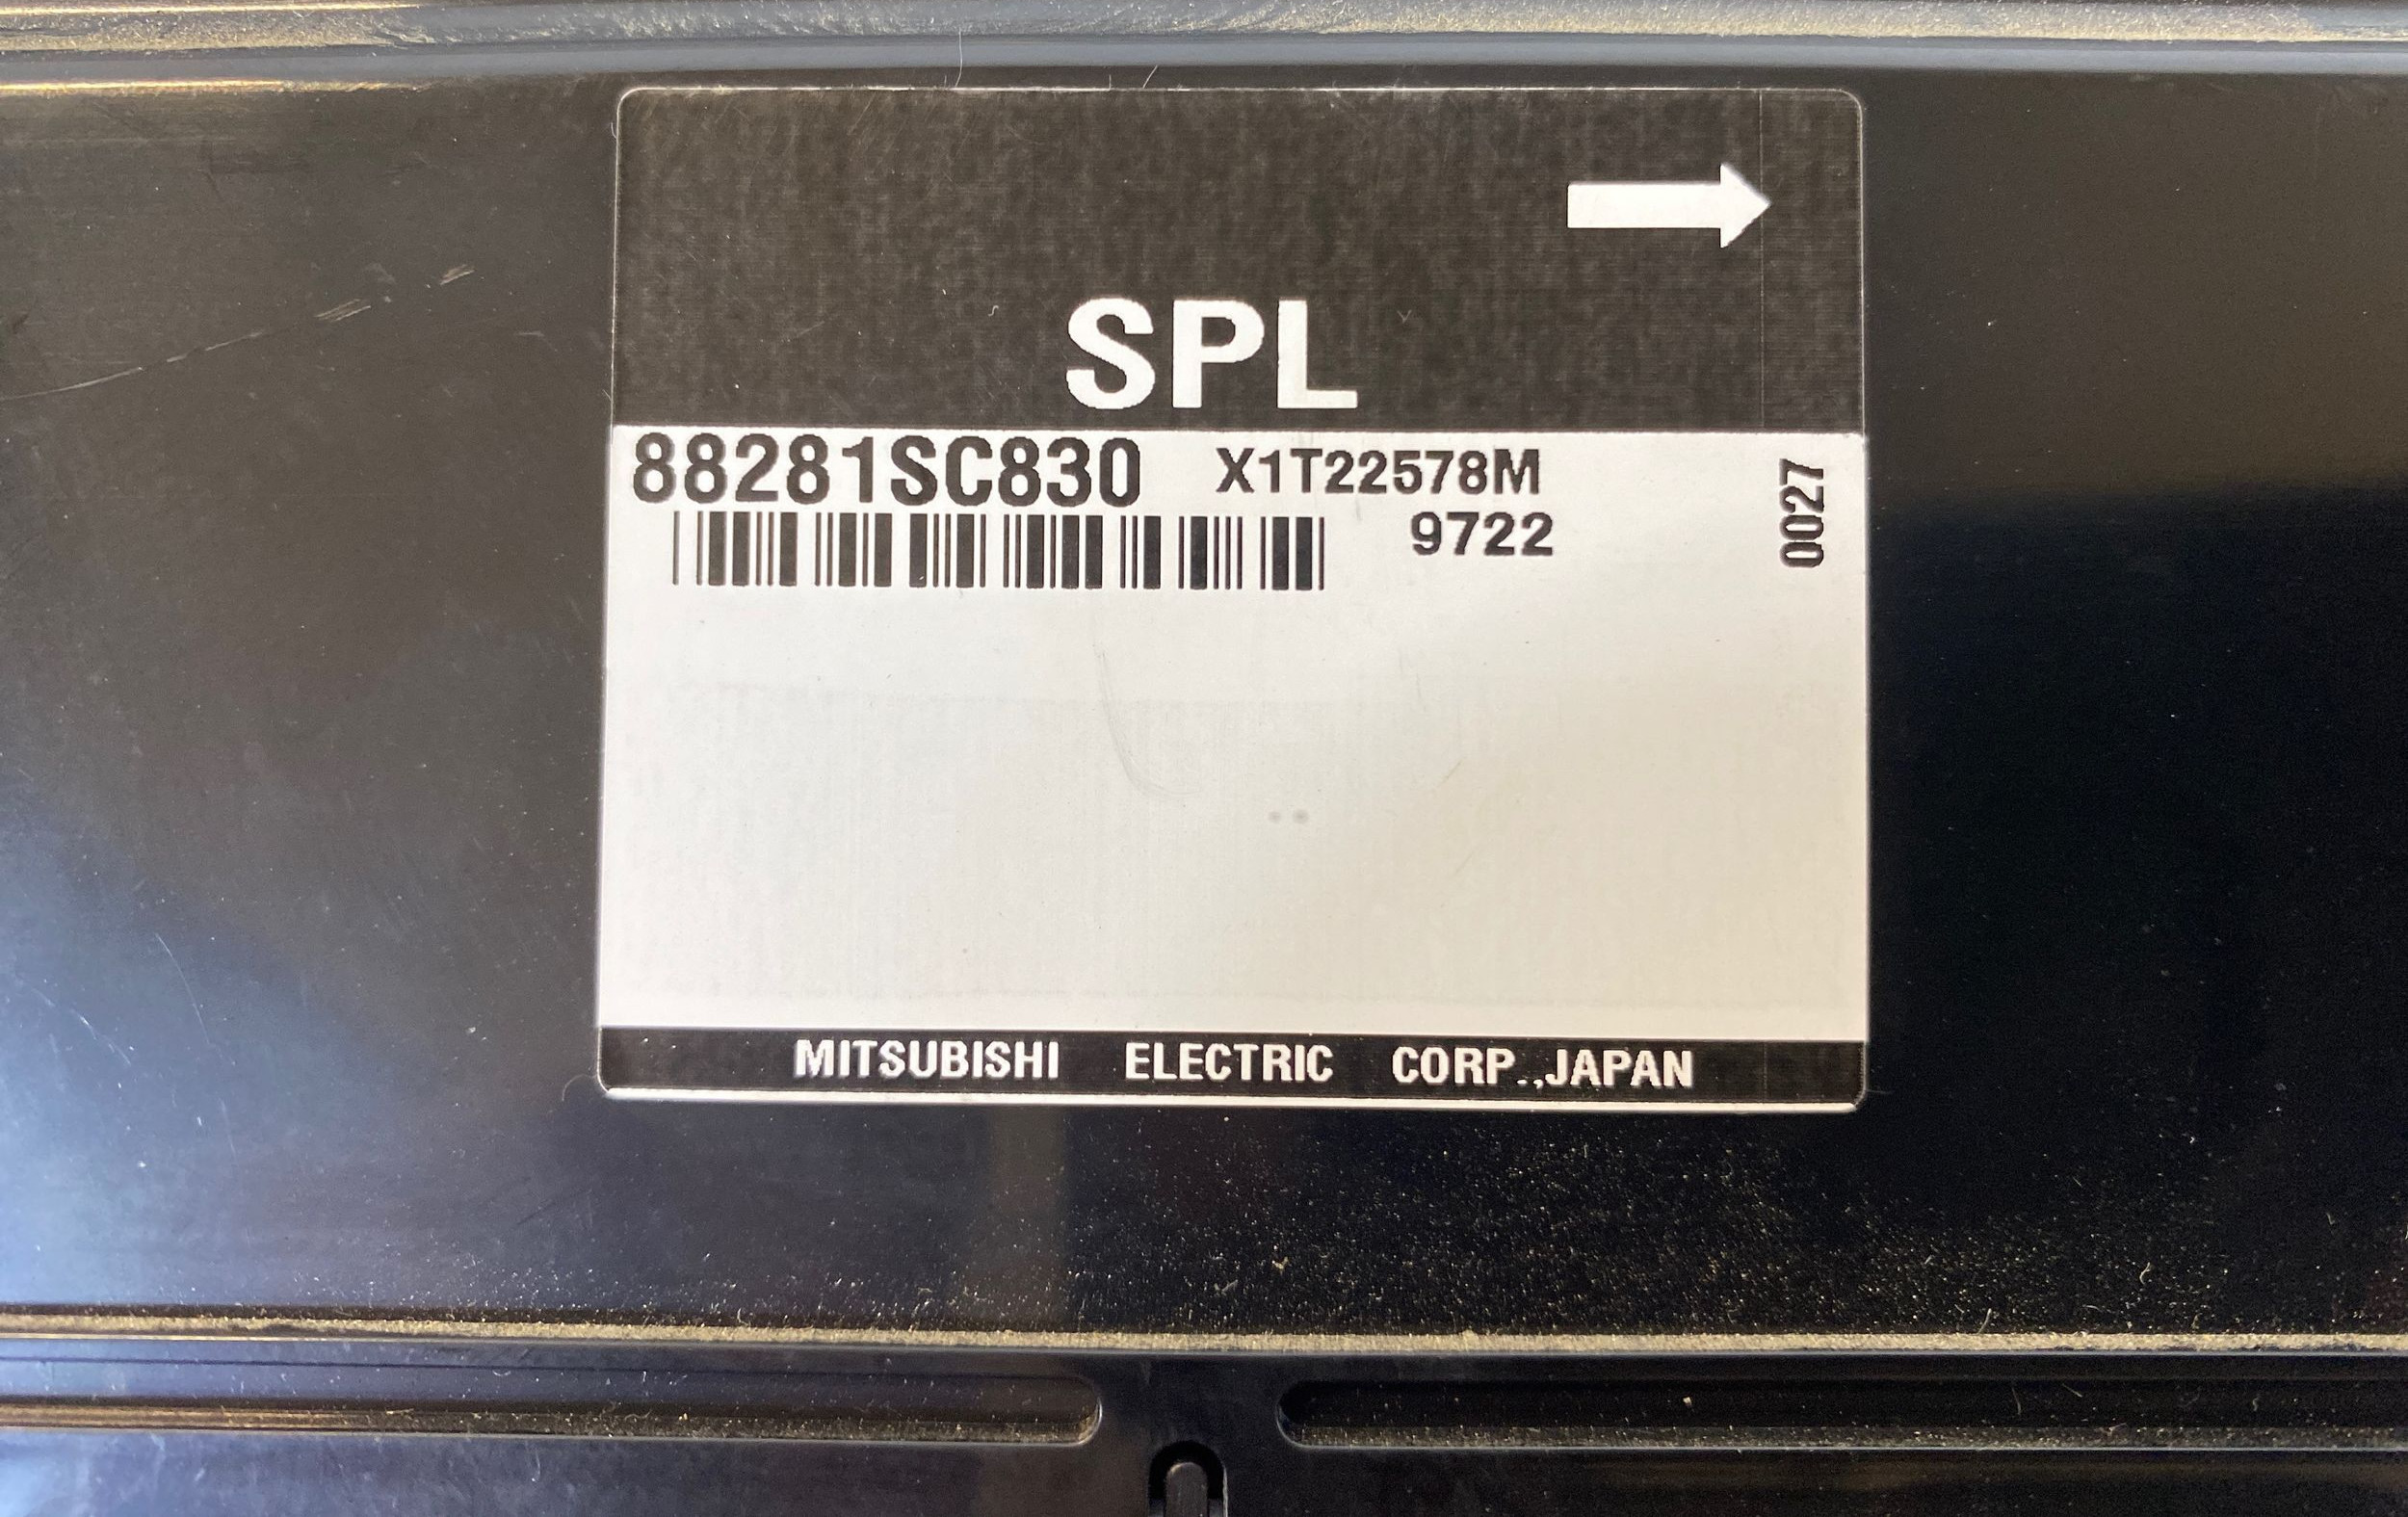 SPL
88281SC830 X1T22578M
9722
0027
MITSUBISHI ELECTRIC CORP.,JAPAN